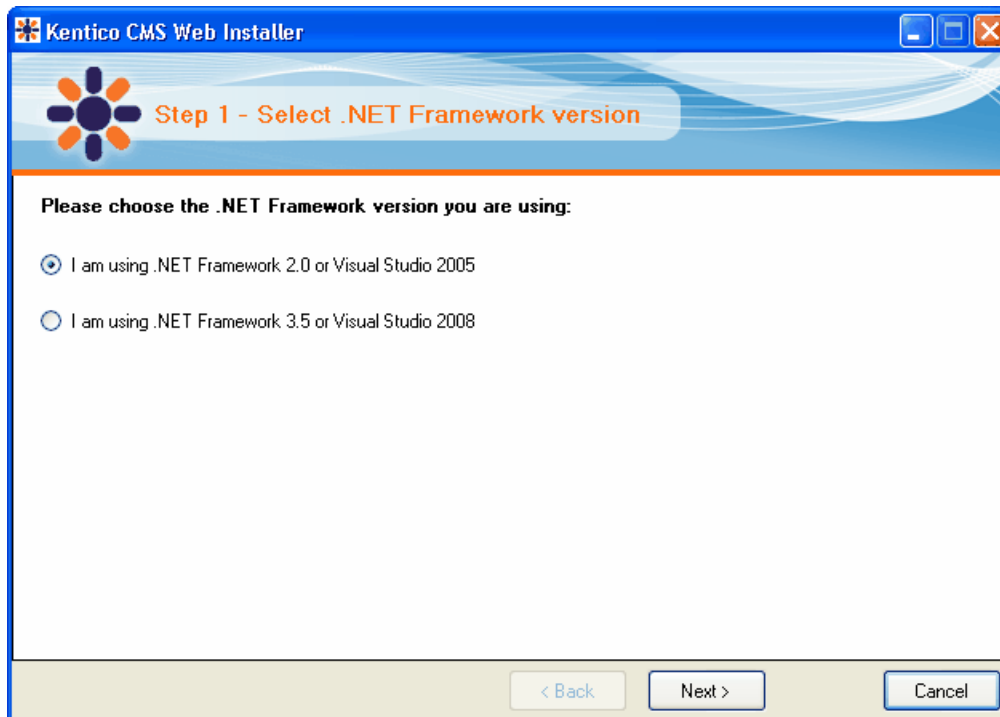 Kentico CMS Web Installer
Step 1 - Select .NET Framework version
Please choose the .NET Framework version you are using:
I am using .NET Framework 2.0 or Visual Studio 2005
I am using .NET Framework 3.5 or Visual Studio 2008
< Back
Next >
Cancel